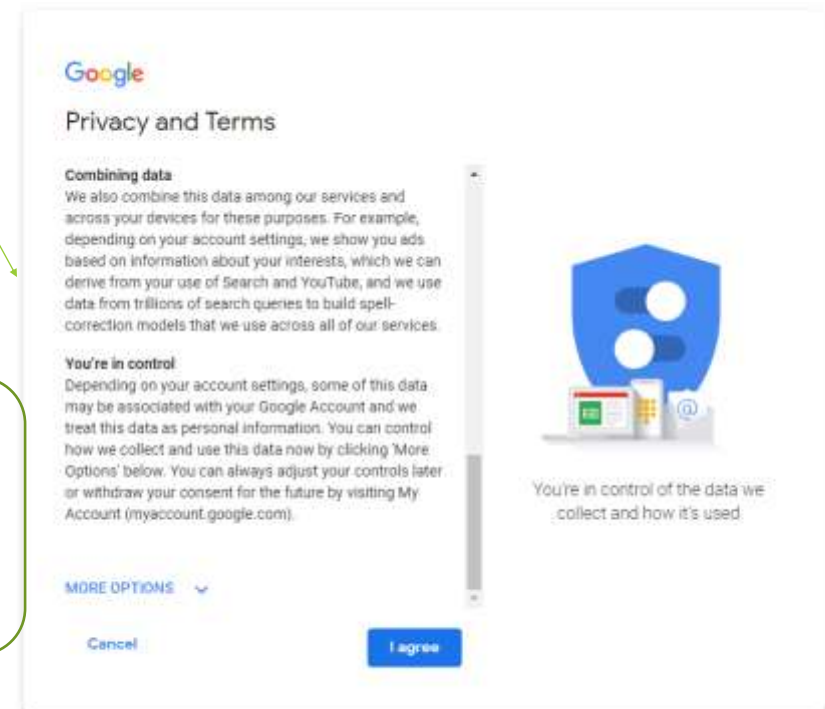 Google
Privacy and Terms
Combining data
We also combine this data among our services and
across your devices for these purposes. For example,
depending on your account settings, we show you ads
based on information about your interests, which we can
derive from your use of Search and YouTube, and we use
data from trillions of search queries to build spell-
correction models that we use across all of our services.
You're in control
Depending on your account settings, some of this data
may be associated with your Google Account and we
treat this data as personal information. You can control
how we collect and use this data now by clicking 'More
Options' below. You can always adjust your controls later
or withdraw your consent for the future by visiting My
Account (myaccount.google.com).
MORE OPTIONS
Cancel
I agree
@
You're in control of the data we
collect and how it's used